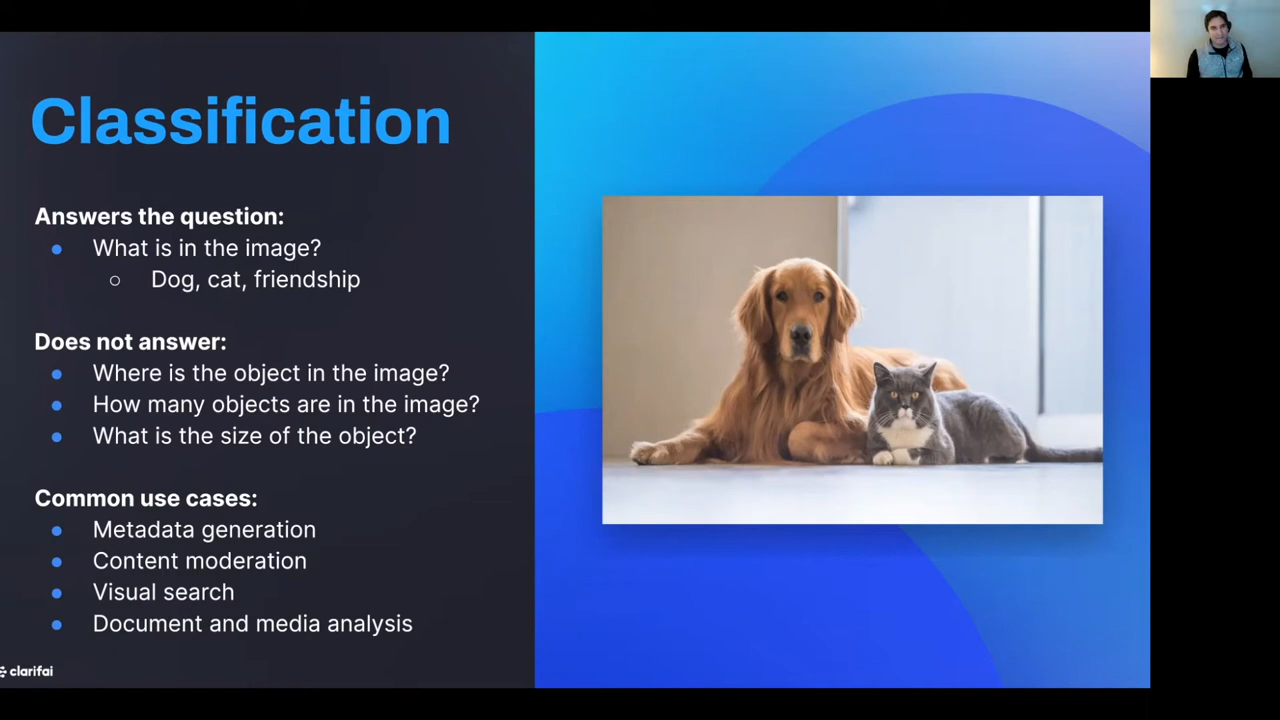 Classification
Answers the question:
What is in the image?
Dog, cat, friendship
Does not answer:
Where is the object in the image?
How many objects are in the image?
What is the size of the object?
Common use cases:
Metadata generation
Content moderation
Visual search
Document and media analysis
clarifai